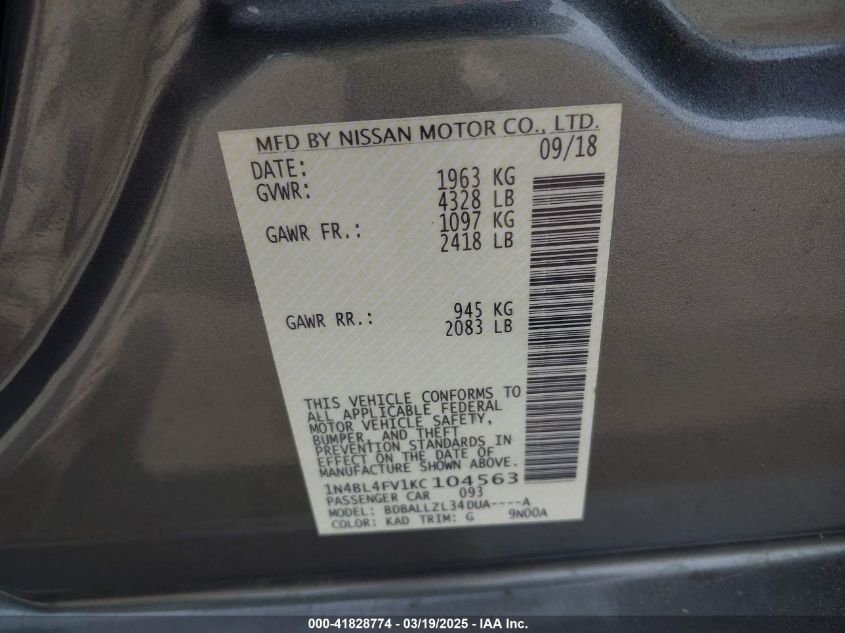 MFD BY NISSAN MOTOR CO., LTD.
DATE: 09/18
GVWR: 1963 KG
4328 LB
GAWR FR.: 1097 KG
2418 LB
GAWR RR.: 945 KG
2083 LB
THIS VEHICLE CONFORMS TO
ALL APPLICABLE FEDERAL
MOTOR VEHICLE SAFETY,
BUMPER, AND THEFT
PREVENTION STANDARDS IN
EFFECT ON THE DATE OF
MANUFACTURE SHOWN ABOVE.
1N4BL4FV1KC104563
PASSENGER CAR 093
MODEL: BDBALLZL34DUA----A
COLOR: KAD TRIM: G 9N00A
000-41828774 - 03/19/2025 - IAA Inc.